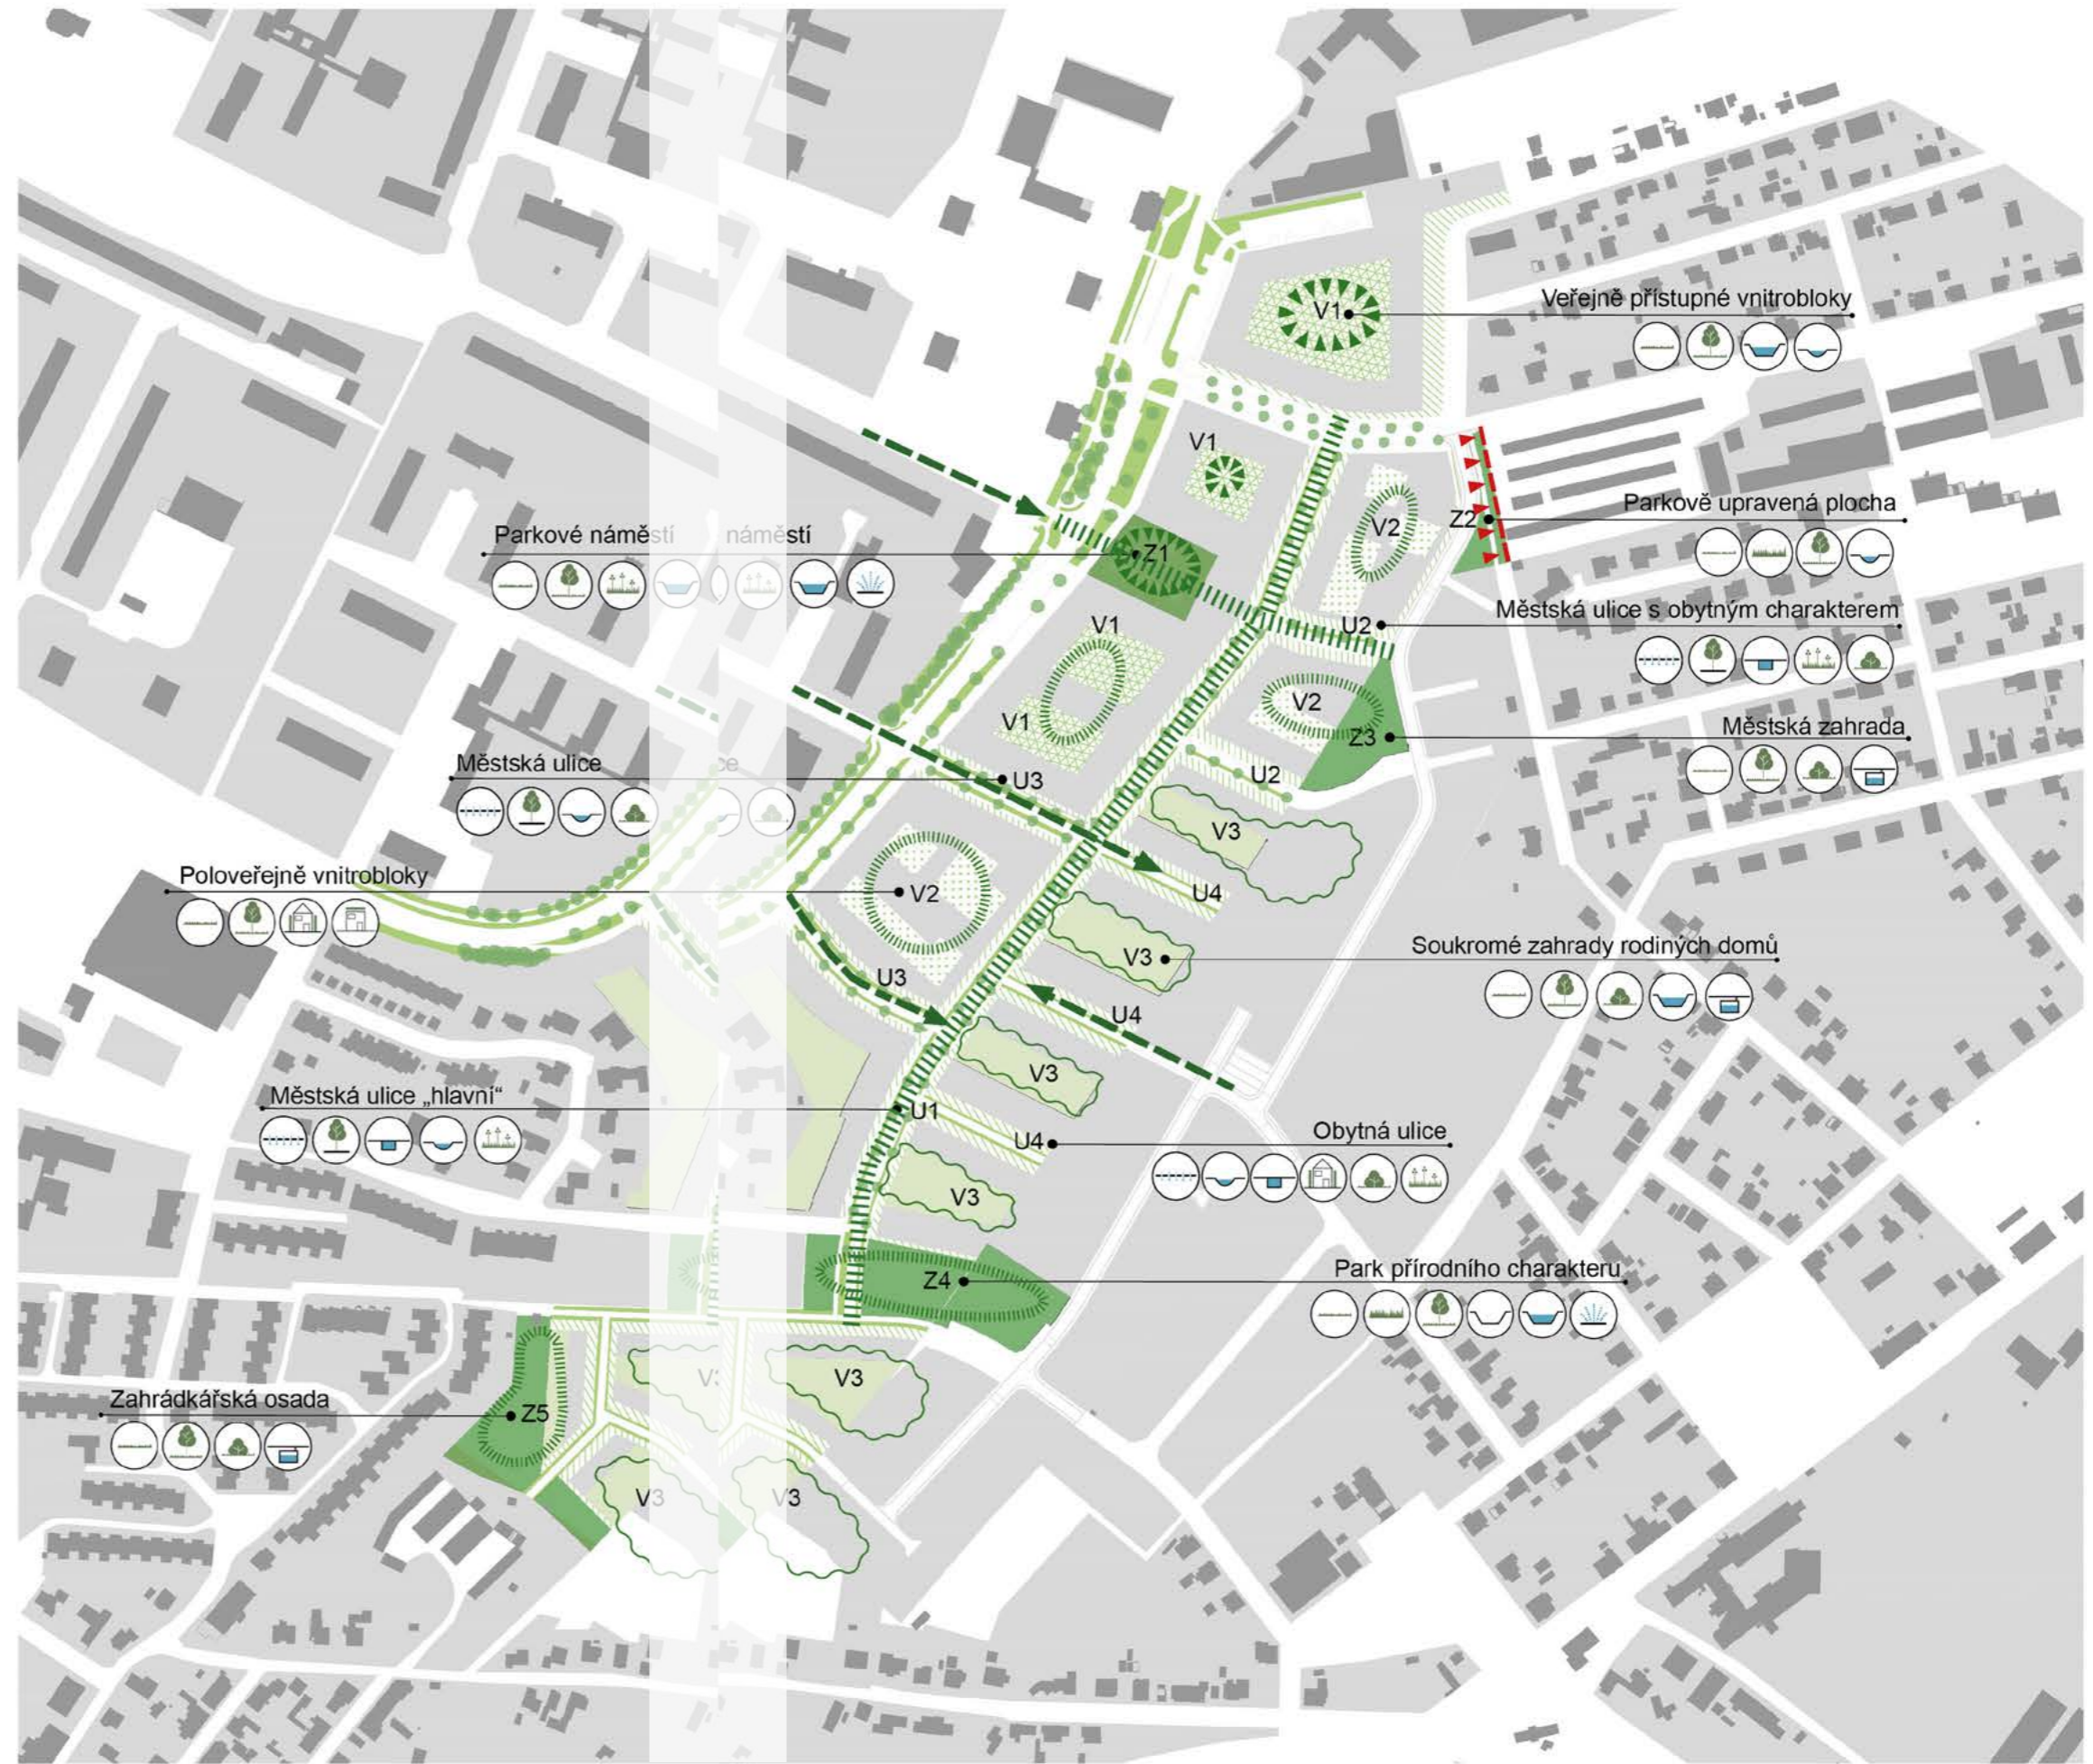 Veřejně přístupné vnitrobloky
V1
V1
Parkově upravená plocha
Z2
V2
Parkové náměstí
náměstí
Z1
Městská ulice s obytným charakterem
U2
V1
V2
Městská zahrada
Z3
V1
Městská ulice
ce
U3
U2
V3
Poloveřejně vnitrobloky
V2
U4
Soukromé zahrady rodiných domů
V3
U3
U4
V3
Městská ulice „hlavní“
U1
U4
Obytná ulice
V3
Park přírodního charakteru
Z4
V3
Zahrádkářská osada
Z5
V3
V3